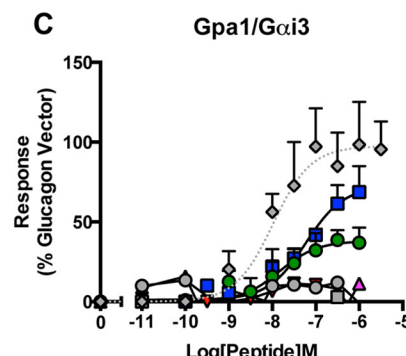 C
Gpa1/Gαi3
Response
(% Glucagon Vector)
150
100
50
0
0 -11 -10 -9 -8 -7 -6 -5
Log[Peptide]M